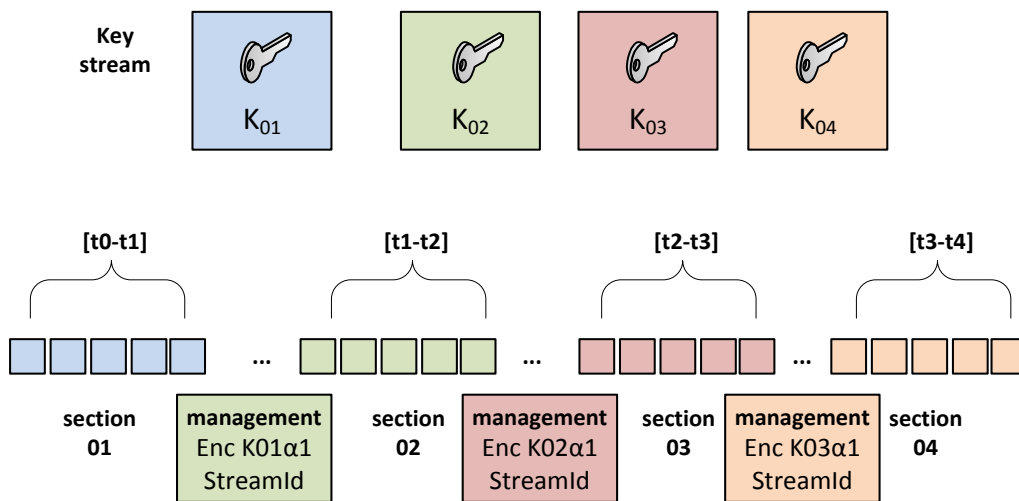 Key
stream
K01
K02
K03
K04
[t0-t1]
[t1-t2]
[t2-t3]
[t3-t4]
...
...
...
section
01
management
Enc K01α1
StreamId
section
02
management
Enc K02α1
StreamId
section
03
management
Enc K03α1
StreamId
section
04